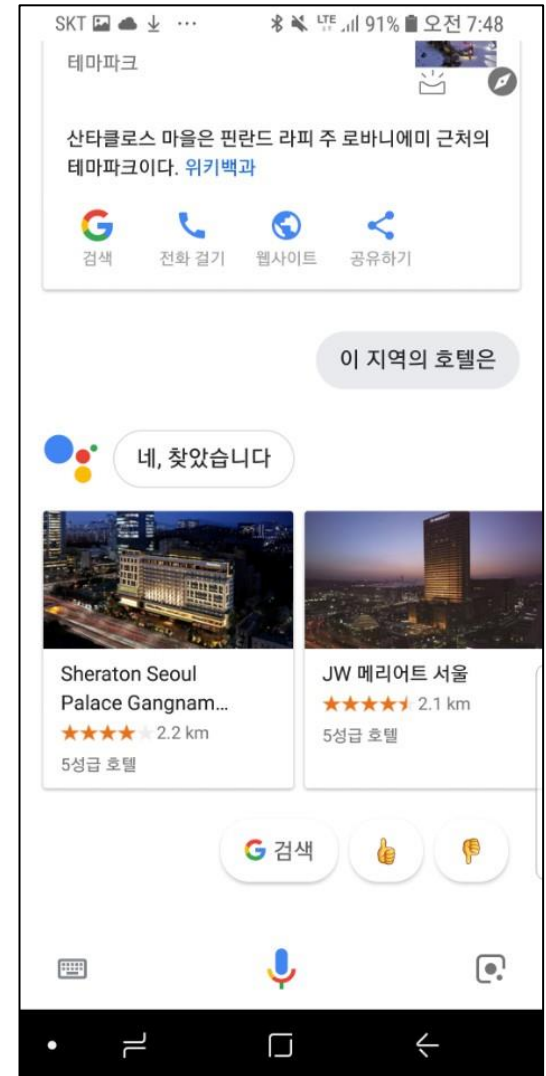 SKT ... LTE 91% 오전 7:48
테마파크
산타클로스 마을은 핀란드 라피 주 로바니에미 근처의
테마파크이다. 위키백과
검색 전화 걸기 웹사이트 공유하기
이 지역의 호텔은
네, 찾았습니다
Sheraton Seoul
Palace Gangnam...
2.2 km
5성급 호텔
JW 메리어트 서울
2.1 km
5성급 호텔
G 검색